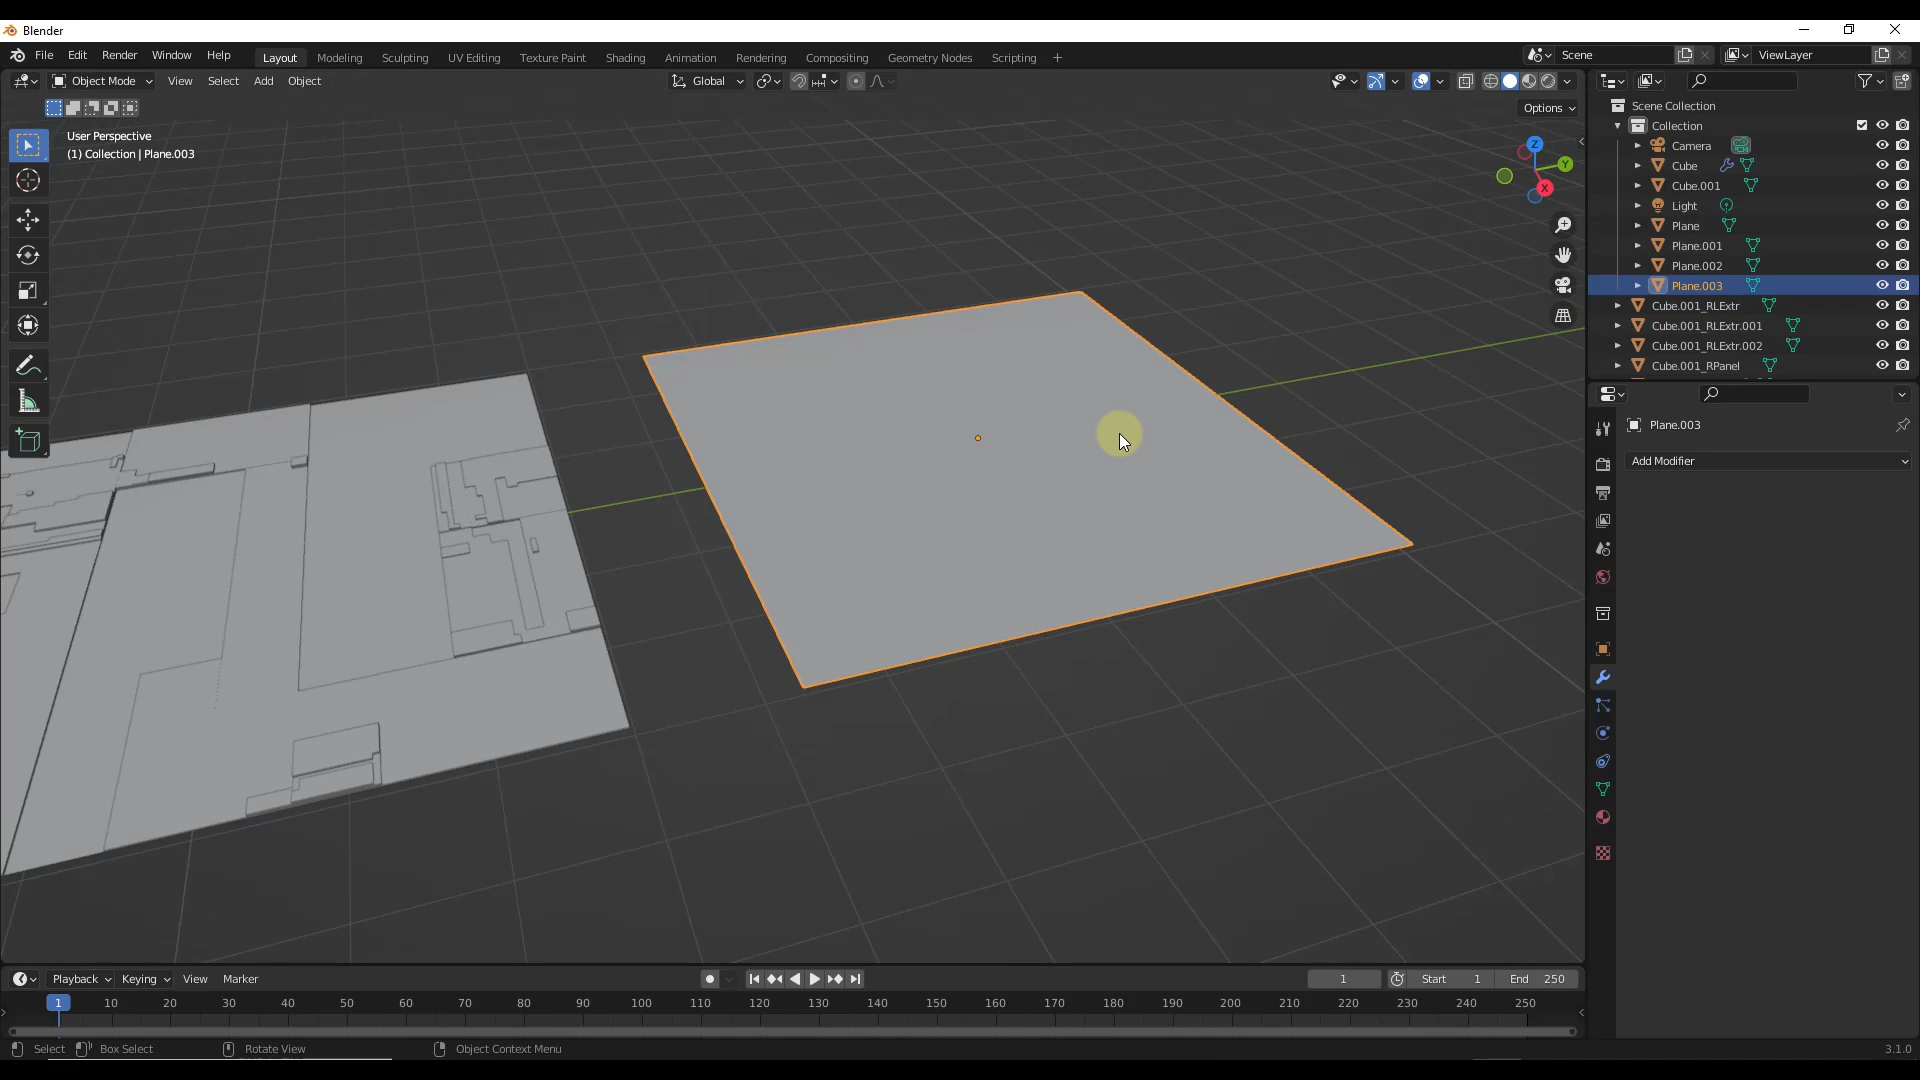 Blender
File Edit Render Window Help Layout Modeling Sculpting UV Editing Texture Paint Shading Animation Rendering Compositing Geometry Nodes Scripting + Scene ViewLayer
Object Mode View Select Add Object Global
Options
User Perspective
(1) Collection | Plane.003
Z
Y
X
Scene Collection
Collection
Camera
Cube
Cube.001
Light
Plane
Plane.001
Plane.002
Plane.003
Cube.001_RLExtr
Cube.001_RLExtr.001
Cube.001_RLExtr.002
Cube.001_RPanel
Plane.003
Add Modifier
Playback Keying View Marker 1 Start 1 End 250
1 10 20 30 40 50 60 70 80 90 100 110 120 130 140 150 160 170 180 190 200 210 220 230 240 250
Select Box Select Rotate View Object Context Menu 3.1.0